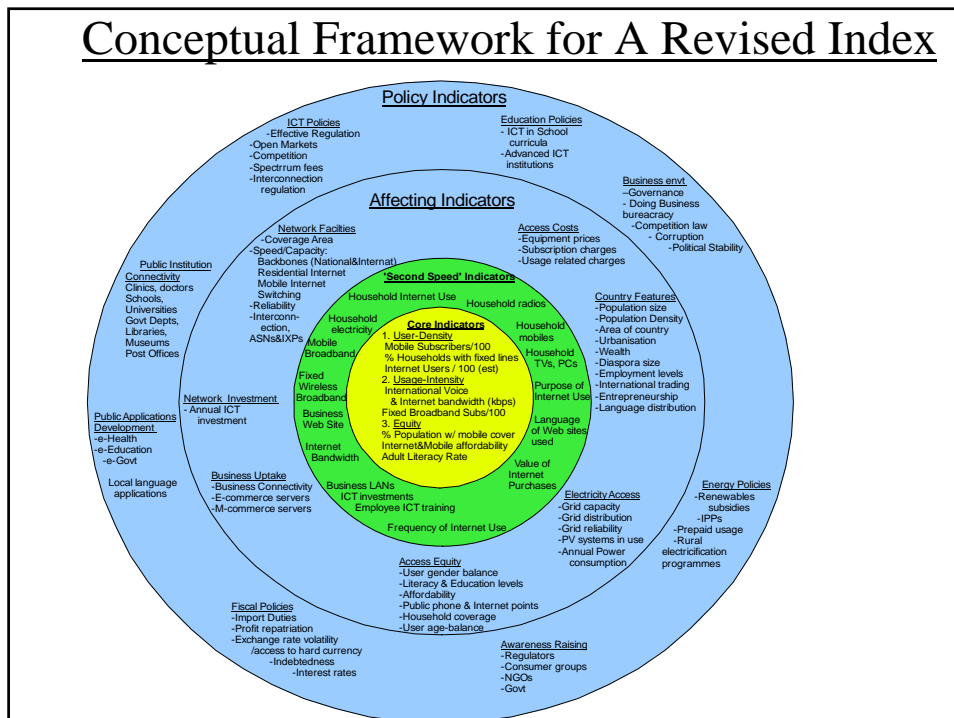 Conceptual Framework for A Revised Index
Policy Indicators
ICT Policies
-Effective Regulation
-Open Markets
-Competition
-Spectrrum fees
-Interconnection
regulation
Education Policies
- ICT in School
curricula
-Advanced ICT
institutions
Business envt
–Governance
- Doing Business
bureacracy
-Competition law
- Corruption
-Political Stability
Public Institution
Connectivity
Clinics, doctors
Schools,
Universities
Govt Depts,
Libraries,
Museums
Post Offices
Public Applications
Development
-e-Health
-e-Education
-e-Govt
Local language
applications
Energy Policies
-Renewables
subsidies
-IPPs
-Prepaid usage
-Rural
electricification
programmes
Fiscal Policies
-Import Duties
-Profit repatriation
-Exchange rate volatility
/access to hard currency
-Indebtedness
-Interest rates
Awareness Raising
-Regulators
-Consumer groups
-NGOs
-Govt
Affecting Indicators
Network Facilties
-Coverage Area
-Speed/Capacity:
Backbones (National&Internat)
Residential Internet
Mobile Internet
Switching
-Reliability
-Interconn-
ection,
ASNs&IXPs
Access Costs
-Equipment prices
-Subscription charges
-Usage related charges
Country Features
-Population size
-Population Density
-Area of country
-Urbanisation
-Wealth
-Diaspora size
-Employment levels
-International trading
-Entrepreneurship
-Language distribution
Network Investment
- Annual ICT
investment
Business Uptake
-Business Connectivity
-E-commerce servers
-M-commerce servers
Electricity Access
-Grid capacity
-Grid distribution
-Grid reliability
-PV systems in use
-Annual Power
consumption
Access Equity
-User gender balance
-Literacy & Education levels
-Affordability
-Public phone & Internet points
-Household coverage
-User age-balance
'Second Speed' Indicators
Household Internet Use
Household radios
Household
electricity
Household
mobiles
Mobile
Broadband
Household
TVs, PCs
Fixed
Wireless
Broadband
Purpose of
Internet Use
Business
Web Site
Language
of Web sites
used
Internet
Bandwidth
Value of
Internet
Purchases
Business LANs
ICT investments
Employee ICT training
Frequency of Internet Use
Core Indicators
1. User-Density
Mobile Subscribers/100
% Households with fixed lines
Internet Users / 100 (est)
2. Usage-Intensity
International Voice
& Internet bandwidth (kbps)
Fixed Broadband Subs/100
3. Equity
% Population w/ mobile cover
Internet&Mobile affordability
Adult Literacy Rate